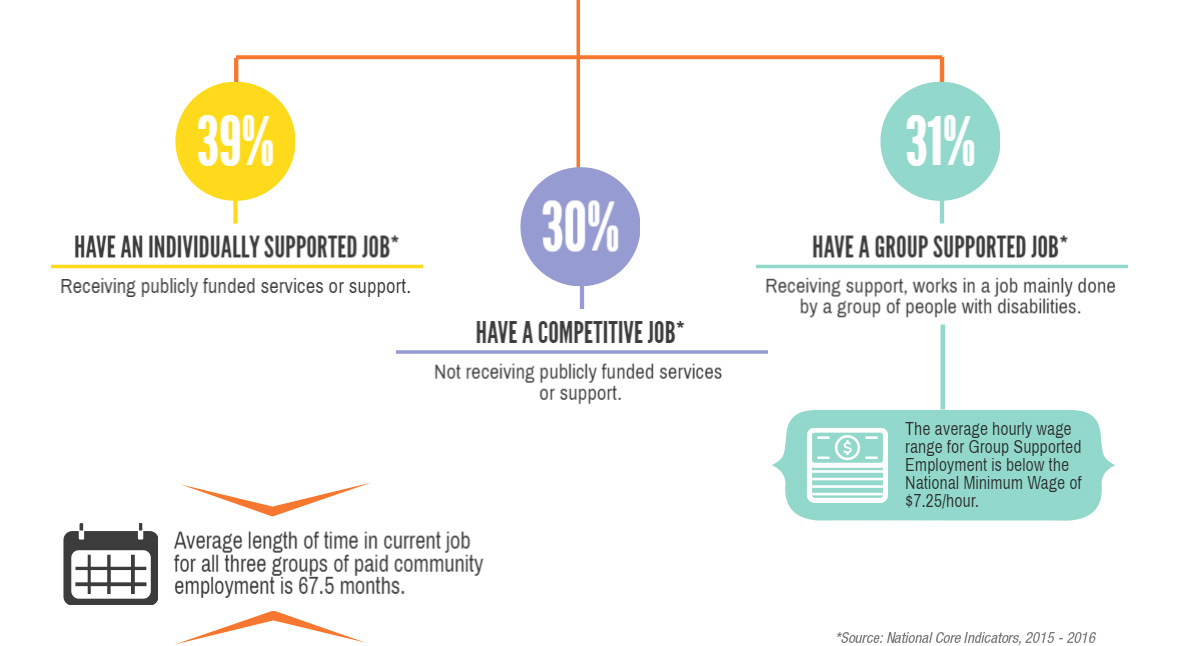 39%
HAVE AN INDIVIDUALLY SUPPORTED JOB*
Receiving publicly funded services or support.
30%
HAVE A COMPETITIVE JOB*
Not receiving publicly funded services
or support.
31%
HAVE A GROUP SUPPORTED JOB*
Receiving support, works in a job mainly done
by a group of people with disabilities.
$
The average hourly wage
range for Group Supported
Employment is below the
National Minimum Wage of
$7.25/hour.
Average length of time in current job
for all three groups of paid community
employment is 67.5 months.
*Source: National Core Indicators, 2015 - 2016